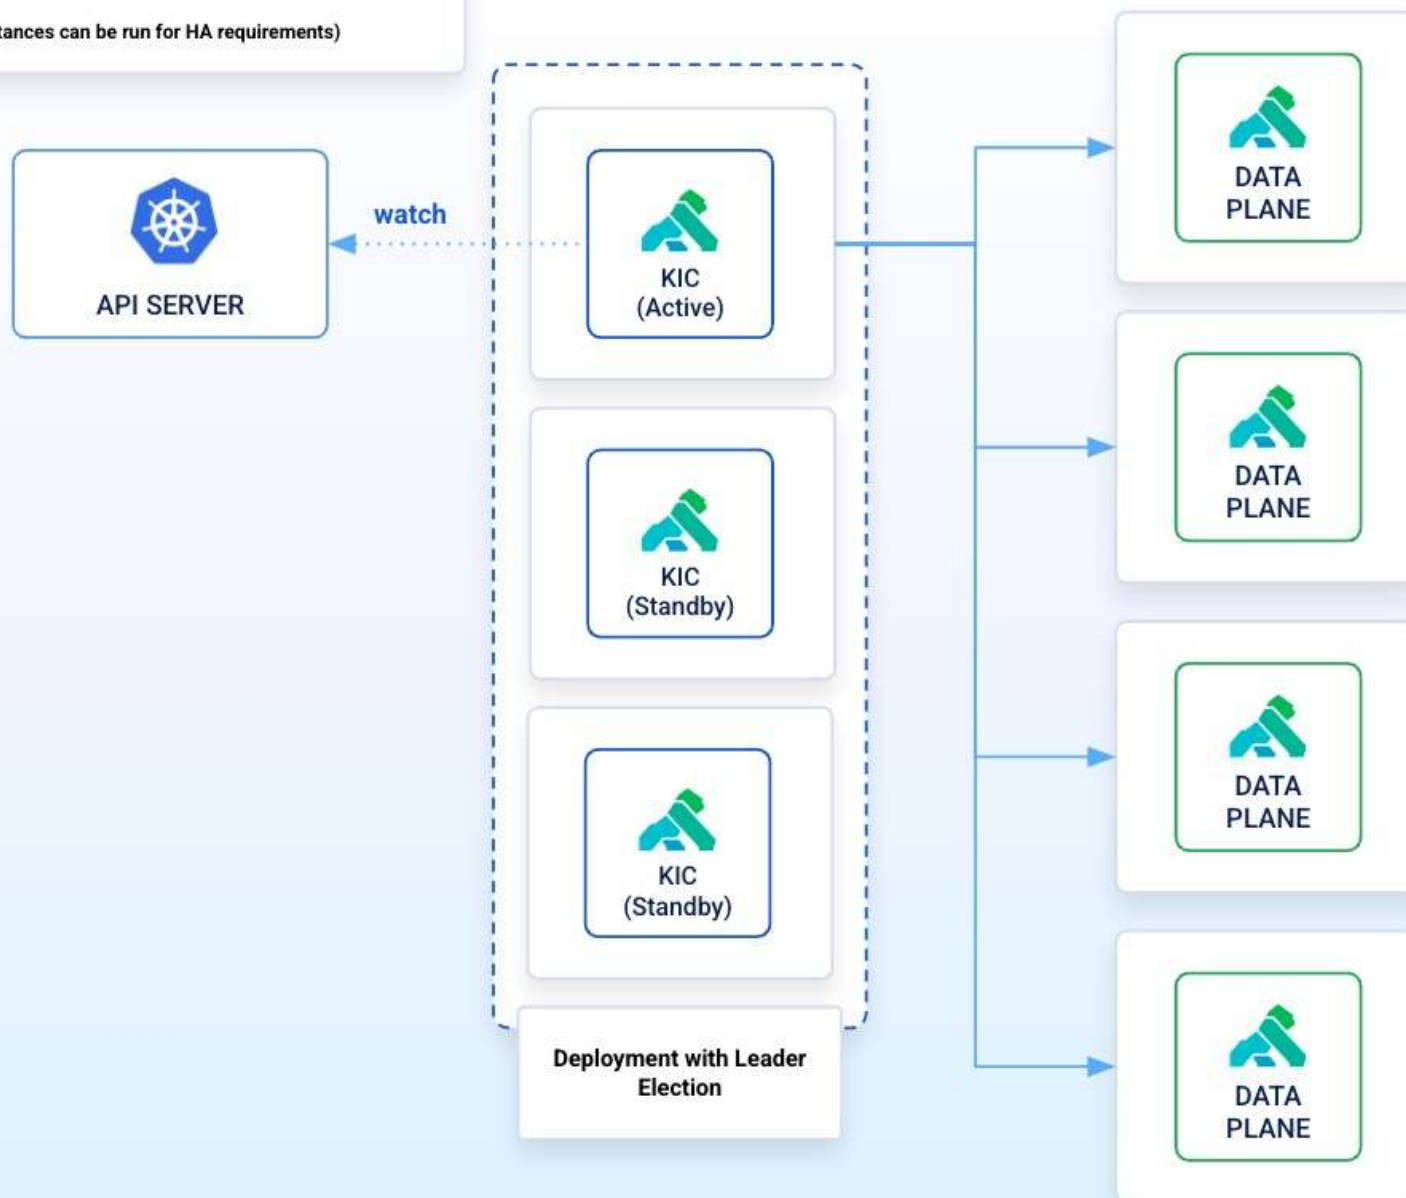 can be run for HA requirements)
API SERVER
watch
KIC
(Active)
KIC
(Standby)
KIC
(Standby)
Deployment with Leader
Election
DATA
PLANE
DATA
PLANE
DATA
PLANE
DATA
PLANE